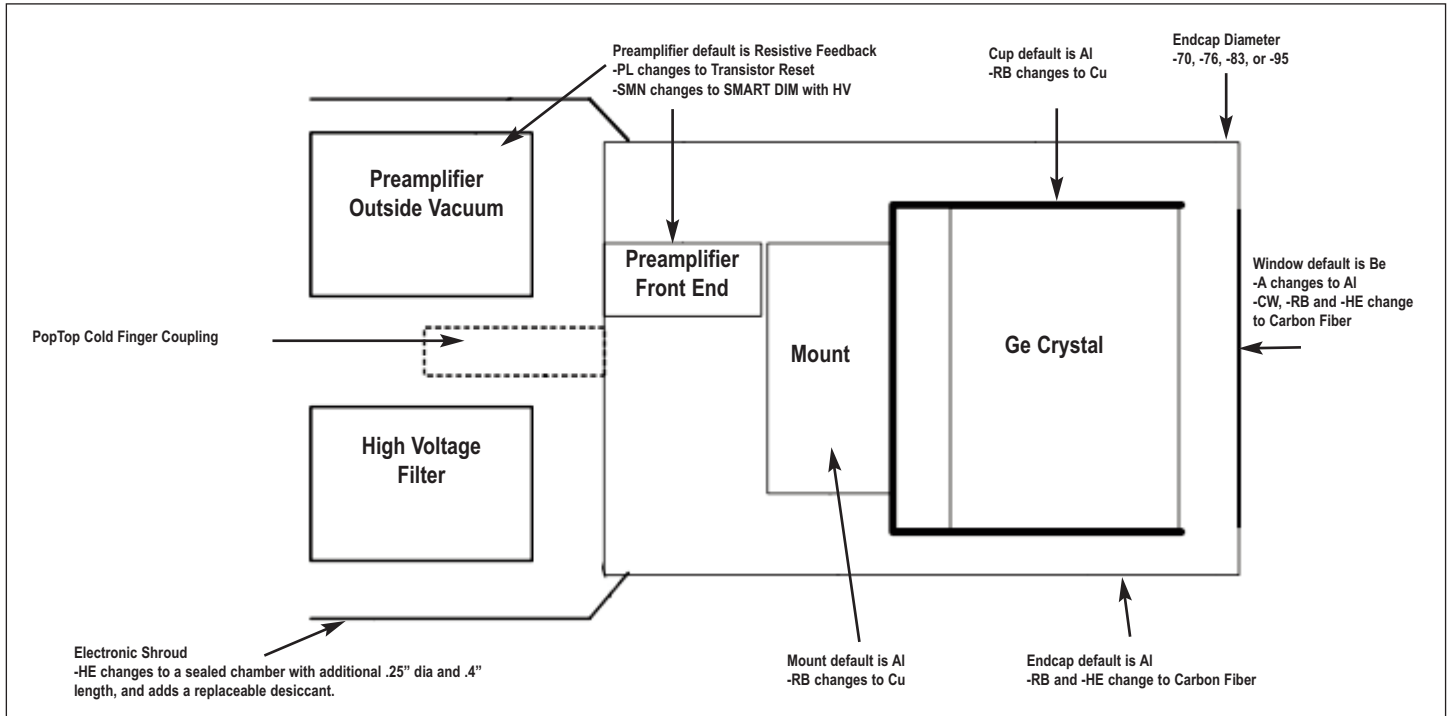 Preamplifier default is Resistive Feedback
-PL changes to Transistor Reset
-SMN changes to SMART DIM with HV
Cup default is Al
-RB changes to Cu
Endcap Diameter
-70, -76, -83, or -95
Preamplifier
Outside Vacuum
Preamplifier
Front End
Window default is Be
-A changes to Al
-CW, -RB and -HE change
to Carbon Fiber
PopTop Cold Finger Coupling
Mount
Ge Crystal
High Voltage
Filter
Electronic Shroud
-HE changes to a sealed chamber with additional .25” dia and .4”
length, and adds a replaceable desiccant.
Mount default is Al
-RB changes to Cu
Endcap default is Al
-RB and -HE change to Carbon Fiber